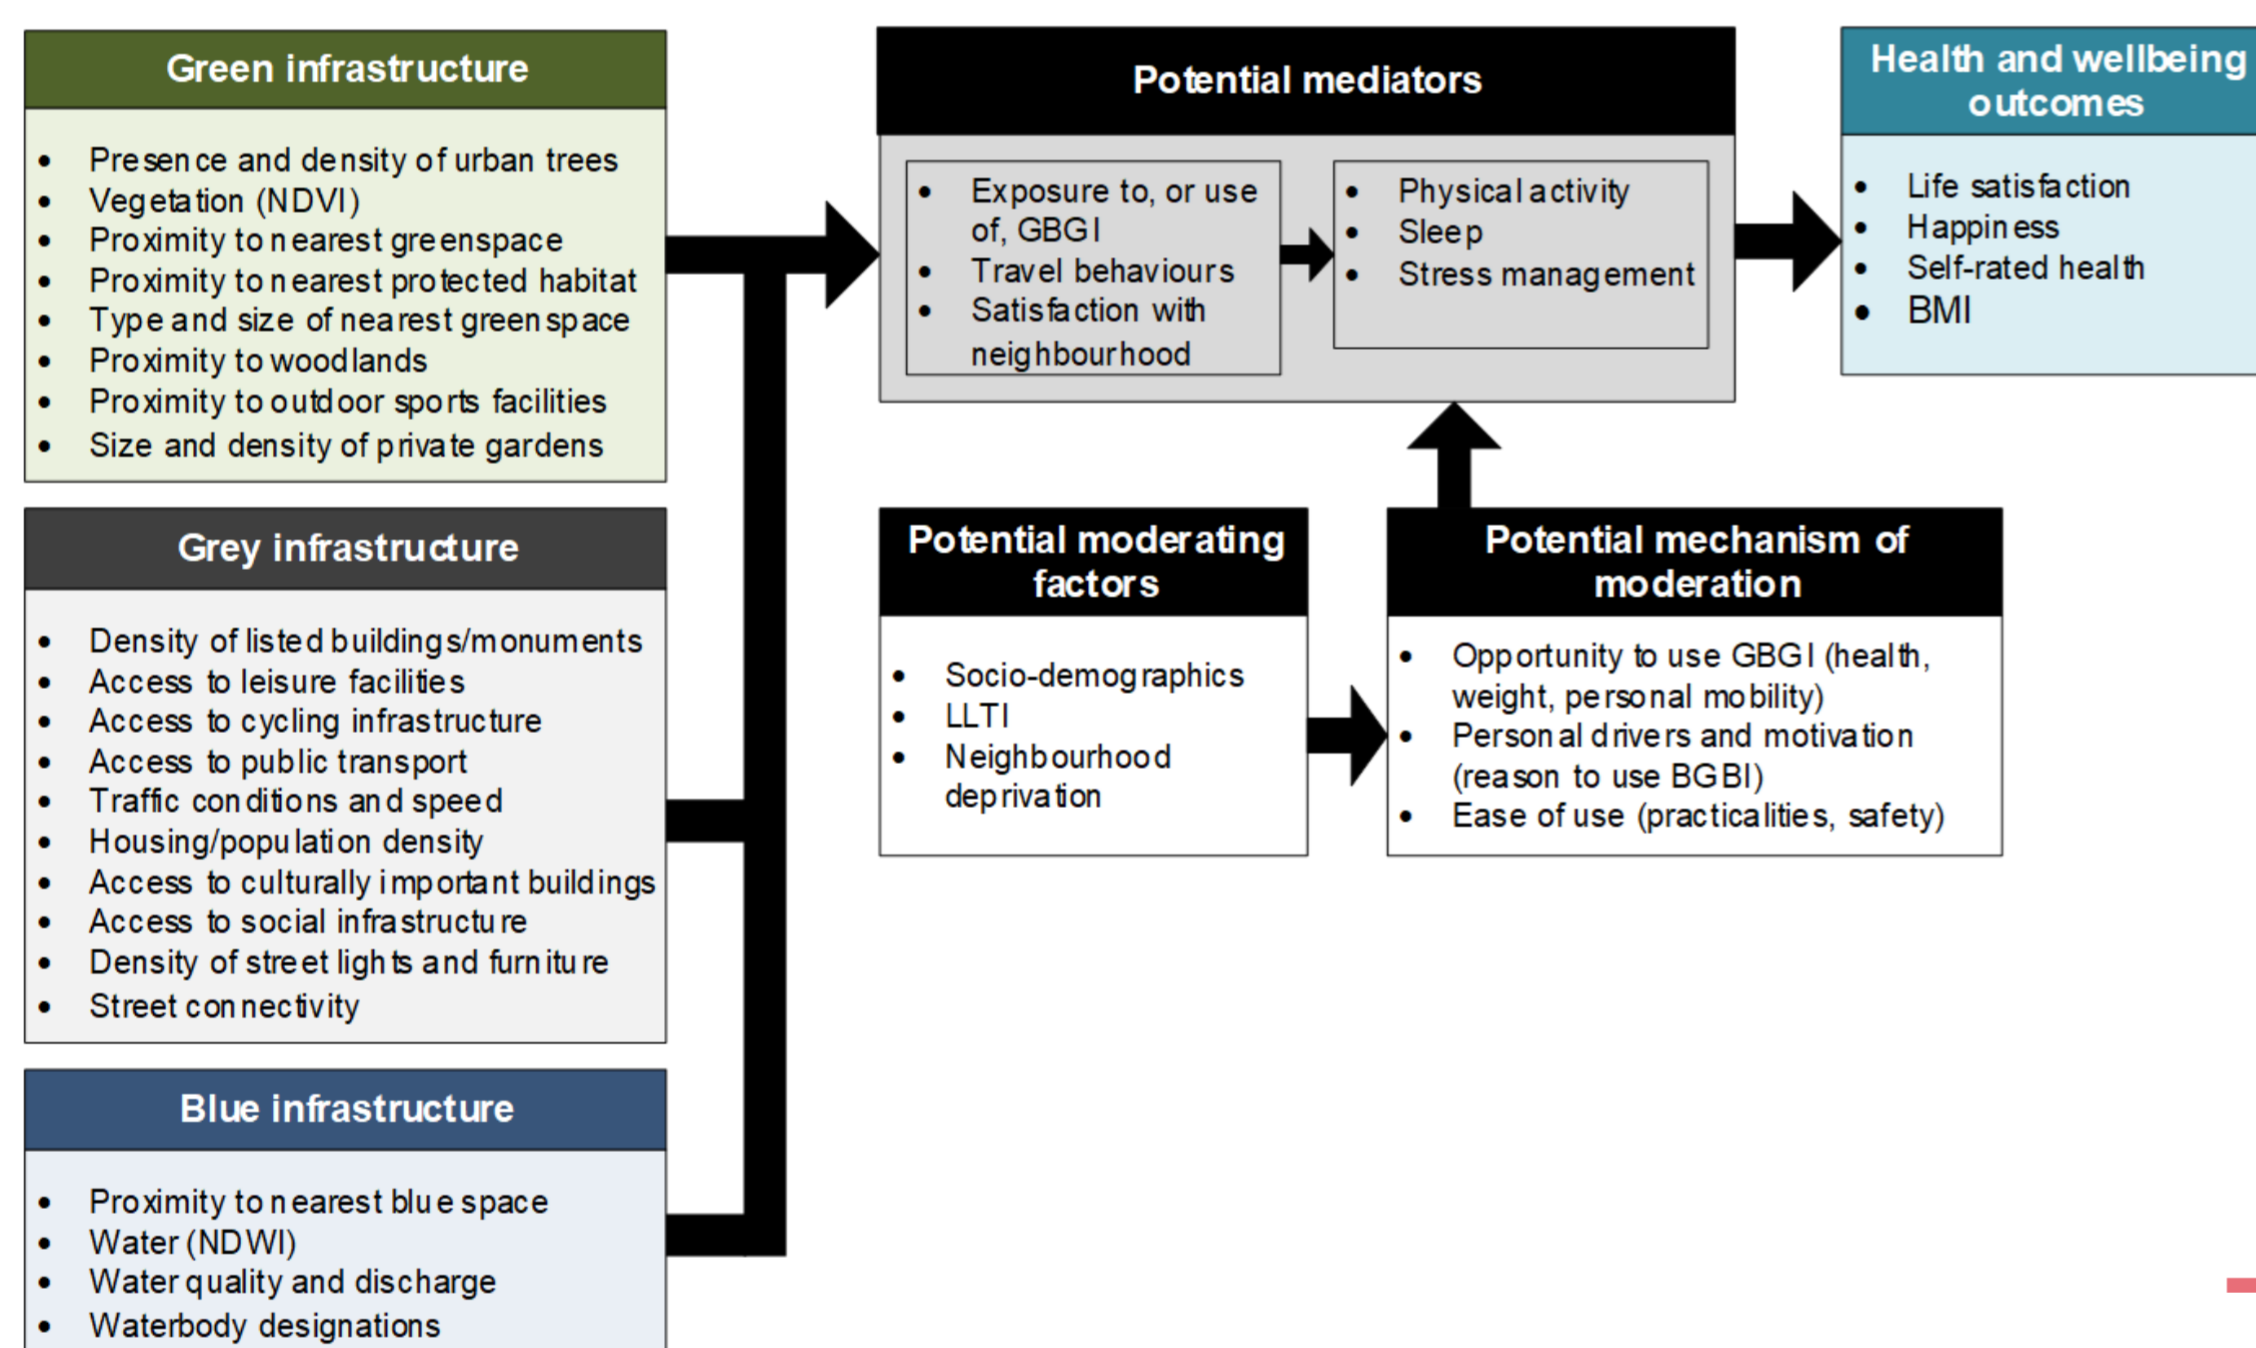 Green infrastructure
• Presence and density of urban trees
• Vegetation (NDVI)
• Proximity to nearest greenspace
• Proximity to nearest protected habitat
• Type and size of nearest greenspace
• Proximity to woodlands
• Proximity to outdoor sports facilities
• Size and density of private gardens
Grey infrastructure
• Density of listed buildings/monuments
• Access to leisure facilities
• Access to cycling infrastructure
• Access to public transport
• Traffic conditions and speed
• Housing/population density
• Access to culturally important buildings
• Access to social infrastructure
• Density of street lights and furniture
• Street connectivity
Blue infrastructure
• Proximity to nearest blue space
• Water (NDWI)
• Water quality and discharge
• Waterbody designations
Potential mediators
• Exposure to, or use
of, GBGI
• Travel behaviours
• Satisfaction with
neighbourhood
• Physical activity
• Sleep
• Stress management
Potential moderating
factors
• Socio-demographics
• LLTI
• Neighbourhood
deprivation
Potential mechanism of
moderation
• Opportunity to use GBGI (health,
weight, personal mobility)
• Personal drivers and motivation
(reason to use BGBI)
• Ease of use (practicalities, safety)
Health and wellbeing
outcomes
• Life satisfaction
• Happiness
• Self-rated health
• BMI